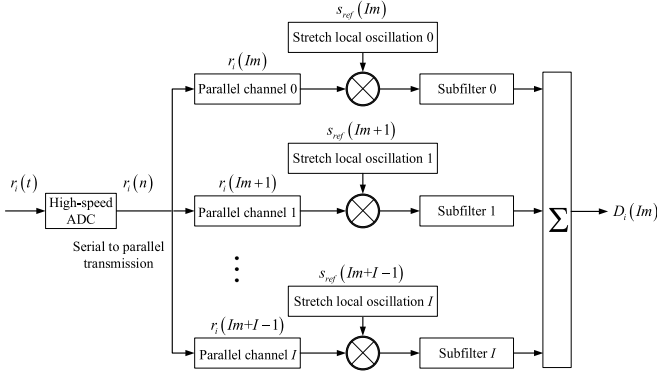 s_ref(Im)
Stretch local oscillation 0
r_i(Im)
Parallel channel 0
Subfilter 0
s_ref(Im+1)
Stretch local oscillation 1
r_i(t)
High-speed
ADC
r_i(n)
r_i(Im+1)
Parallel channel 1
Subfilter 1
Σ
D_i(Im)
Serial to parallel
transmission
s_ref(Im+I−1)
Stretch local oscillation I
r_i(Im+I−1)
Parallel channel I
Subfilter I